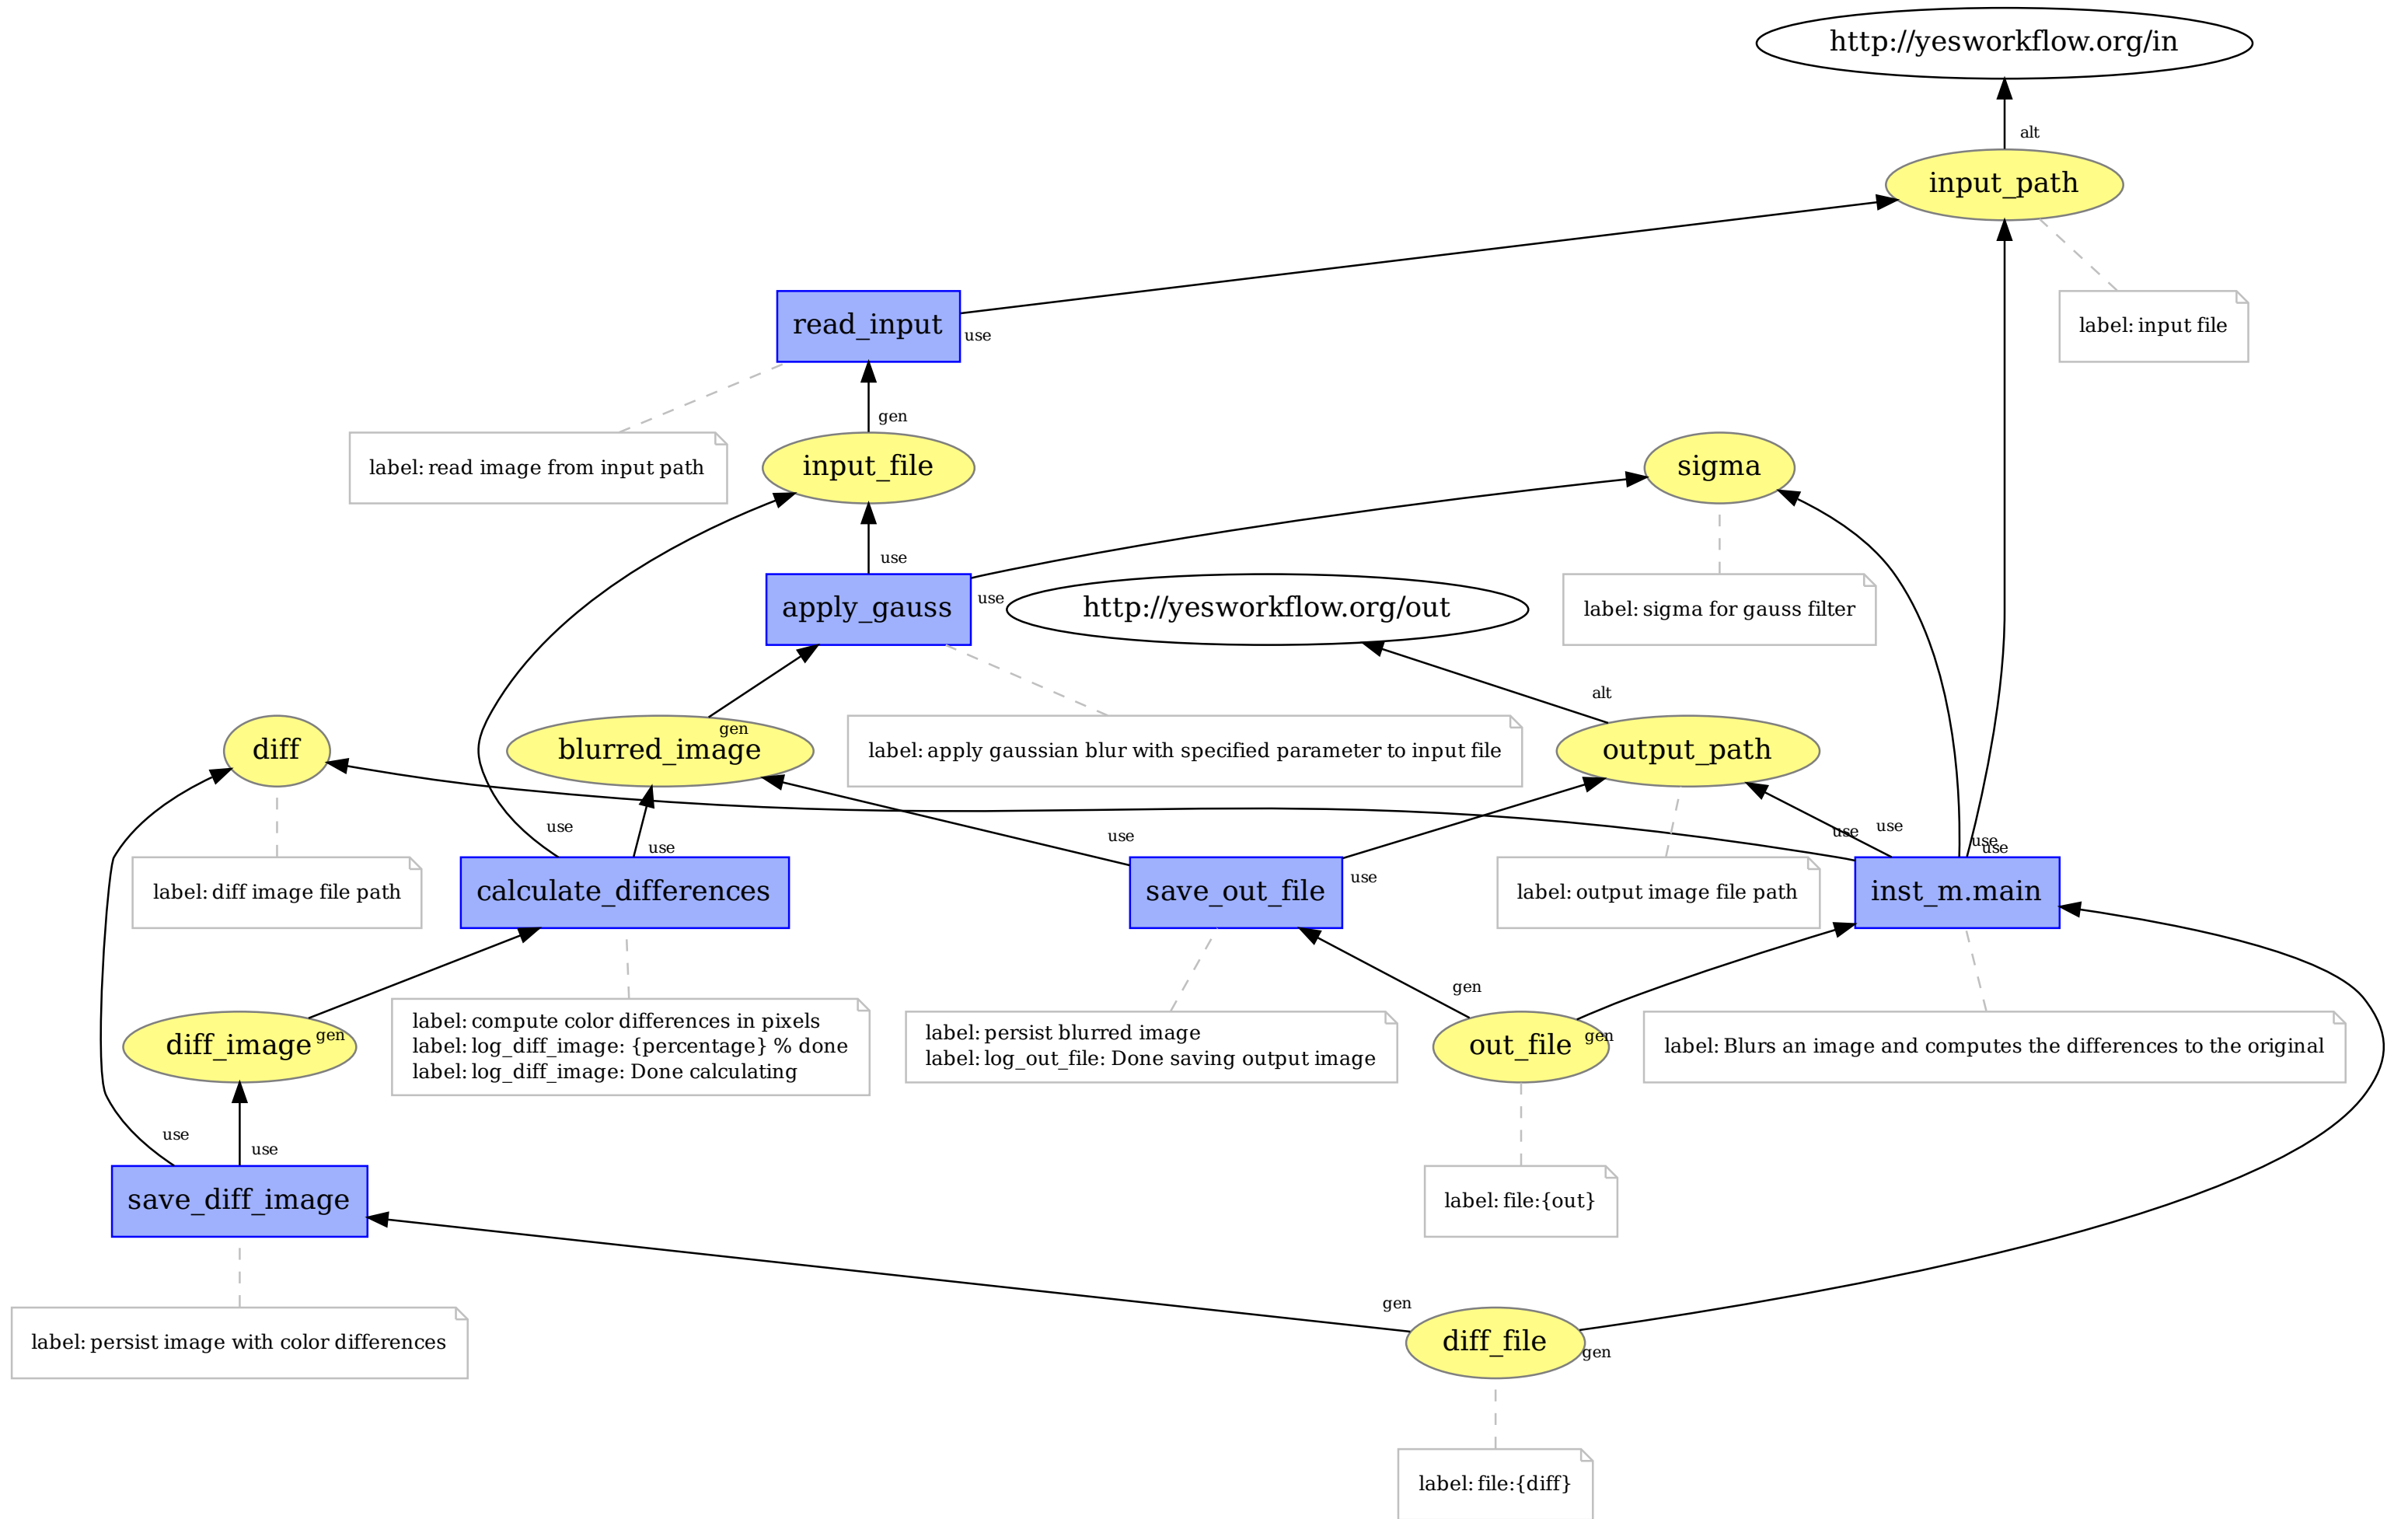 http://yesworkflow.org/in
alt
input_path
read_input
use
label: input file
gen
label: read image from input path
input_file
sigma
use
apply_gauss
use
http://yesworkflow.org/out
label: sigma for gauss filter
alt
diff
gen
blurred_image
label: apply gaussian blur with specified parameter to input file
output_path
use
use
use
use
use
use
use
label: diff image file path
calculate_differences
save_out_file
use
label: output image file path
inst_m.main
gen
diff_image
gen
label: compute color differences in pixels
label: log_diff_image: {percentage} % done
label: log_diff_image: Done calculating
label: persist blurred image
label: log_out_file: Done saving output image
out_file
gen
label: Blurs an image and computes the differences to the original
use
use
save_diff_image
label: file:{out}
gen
label: persist image with color differences
diff_file
gen
label: file:{diff}